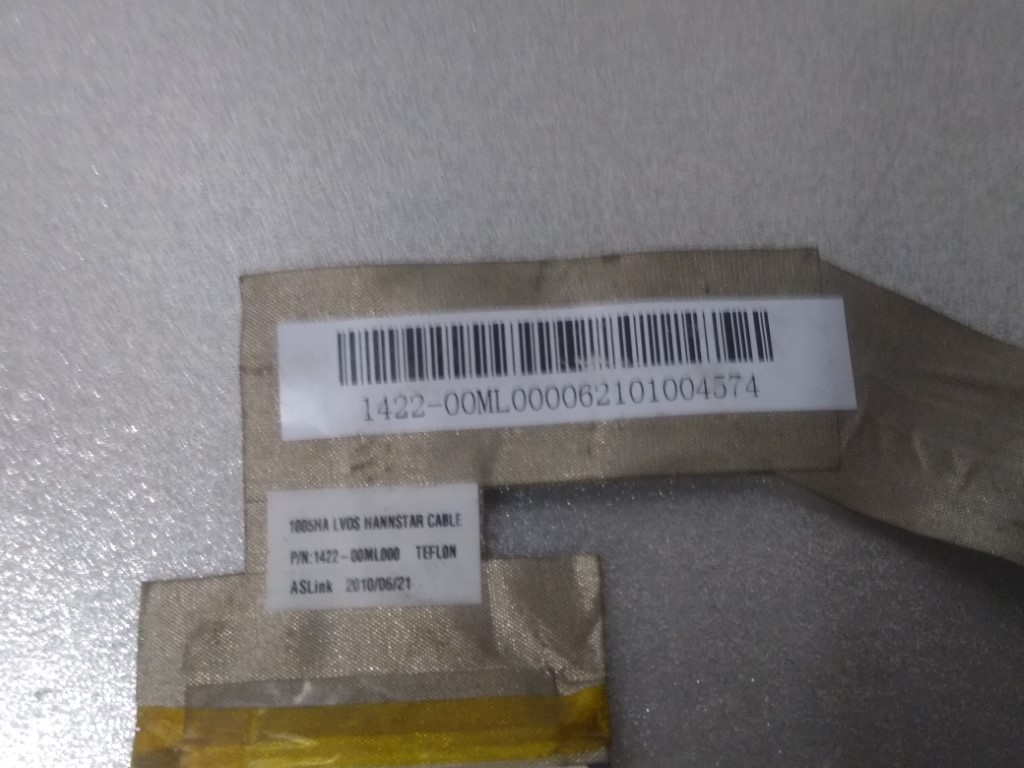 1422-00ML000062101004574
1005HA LVDS HANNSTAR CABLE
P/N:1422-00ML000 TEFLON
ASLink 2010/06/21